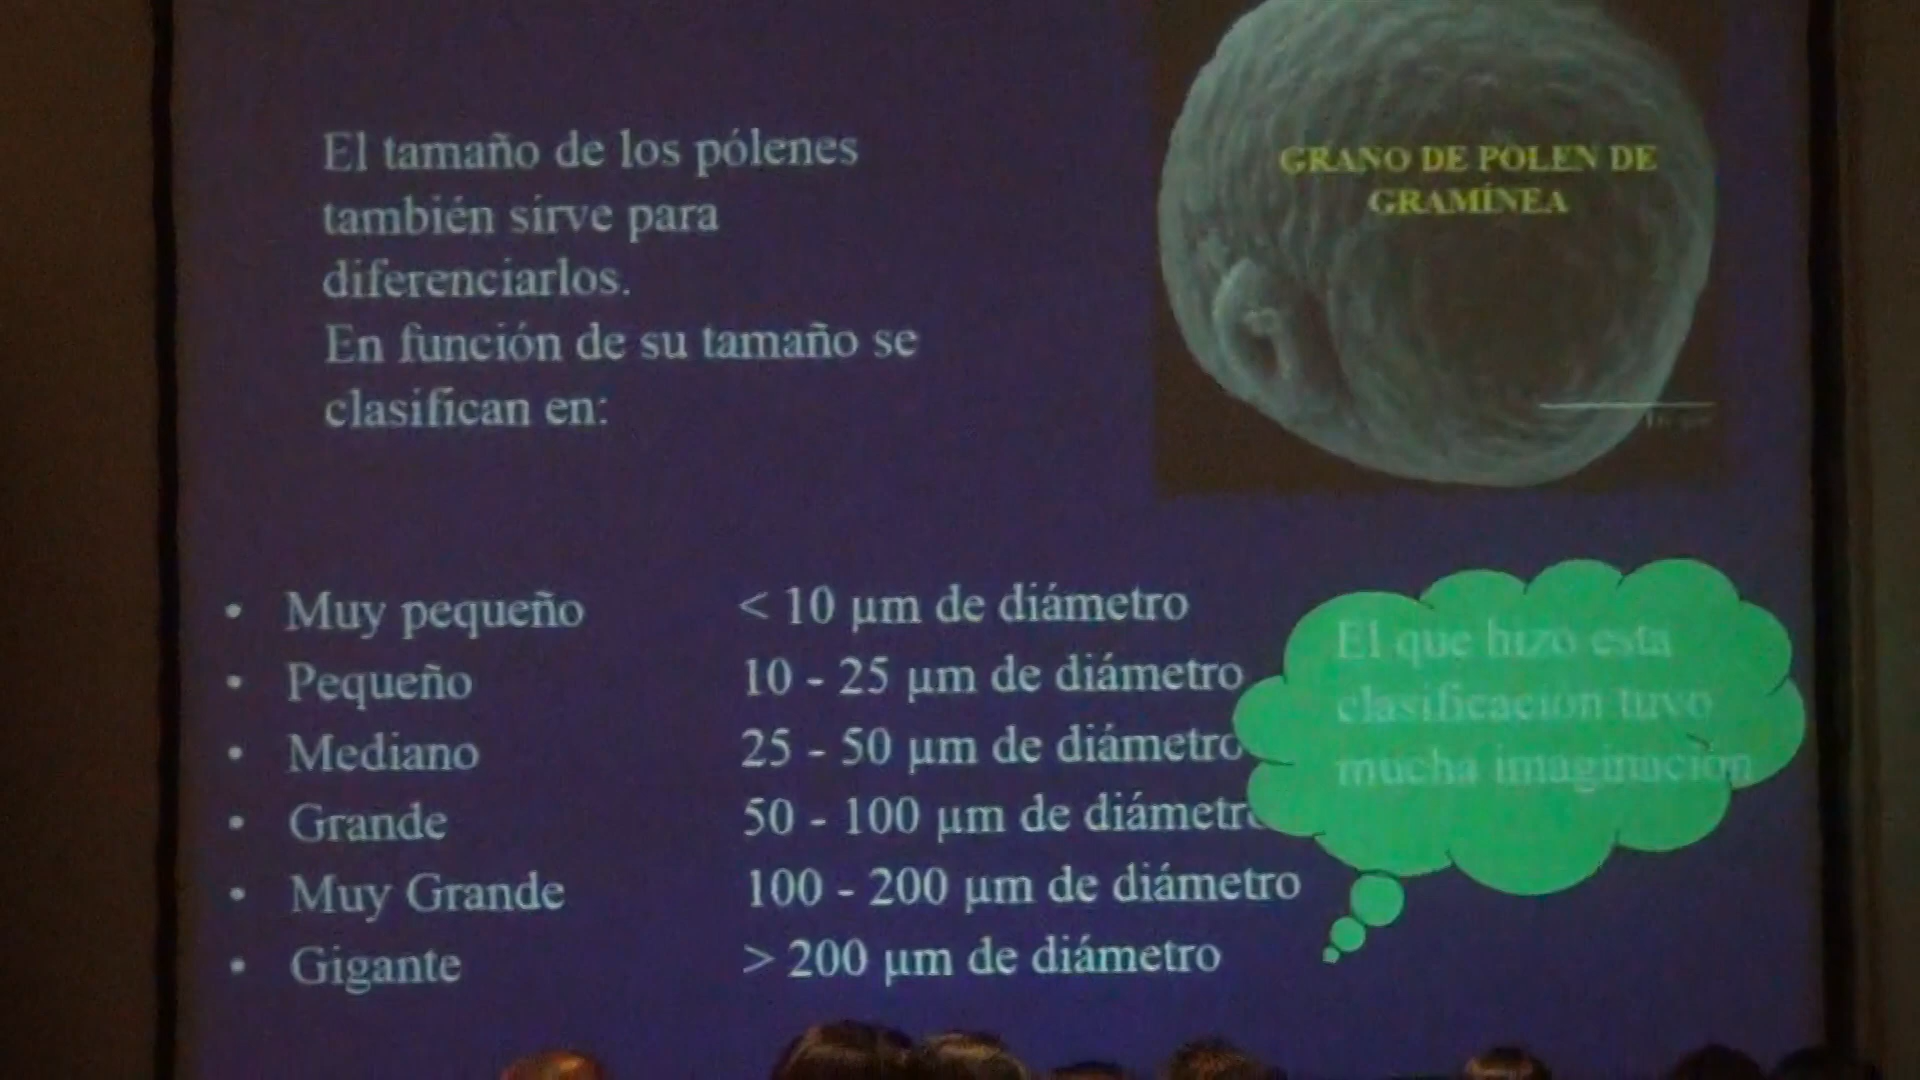 El tamaño de los pólenes
también sirve para
diferenciarlos.
En función de su tamaño se
clasifican en:
GRANO DE POLEN DE
GRAMÍNEA
• Muy pequeño < 10 µm de diámetro
• Pequeño 10 - 25 µm de diámetro
• Mediano 25 - 50 µm de diámetro
• Grande 50 - 100 µm de diámetro
• Muy Grande 100 - 200 µm de diámetro
• Gigante > 200 µm de diámetro
El que hizo esta
clasificación tuvo
mucha imaginación